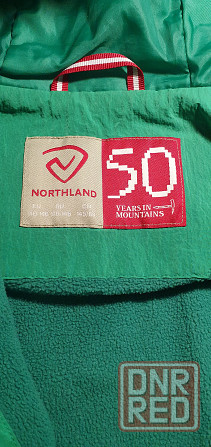 NORTHLAND
50
YEARS IN
MOUNTAINS
DNR
RED